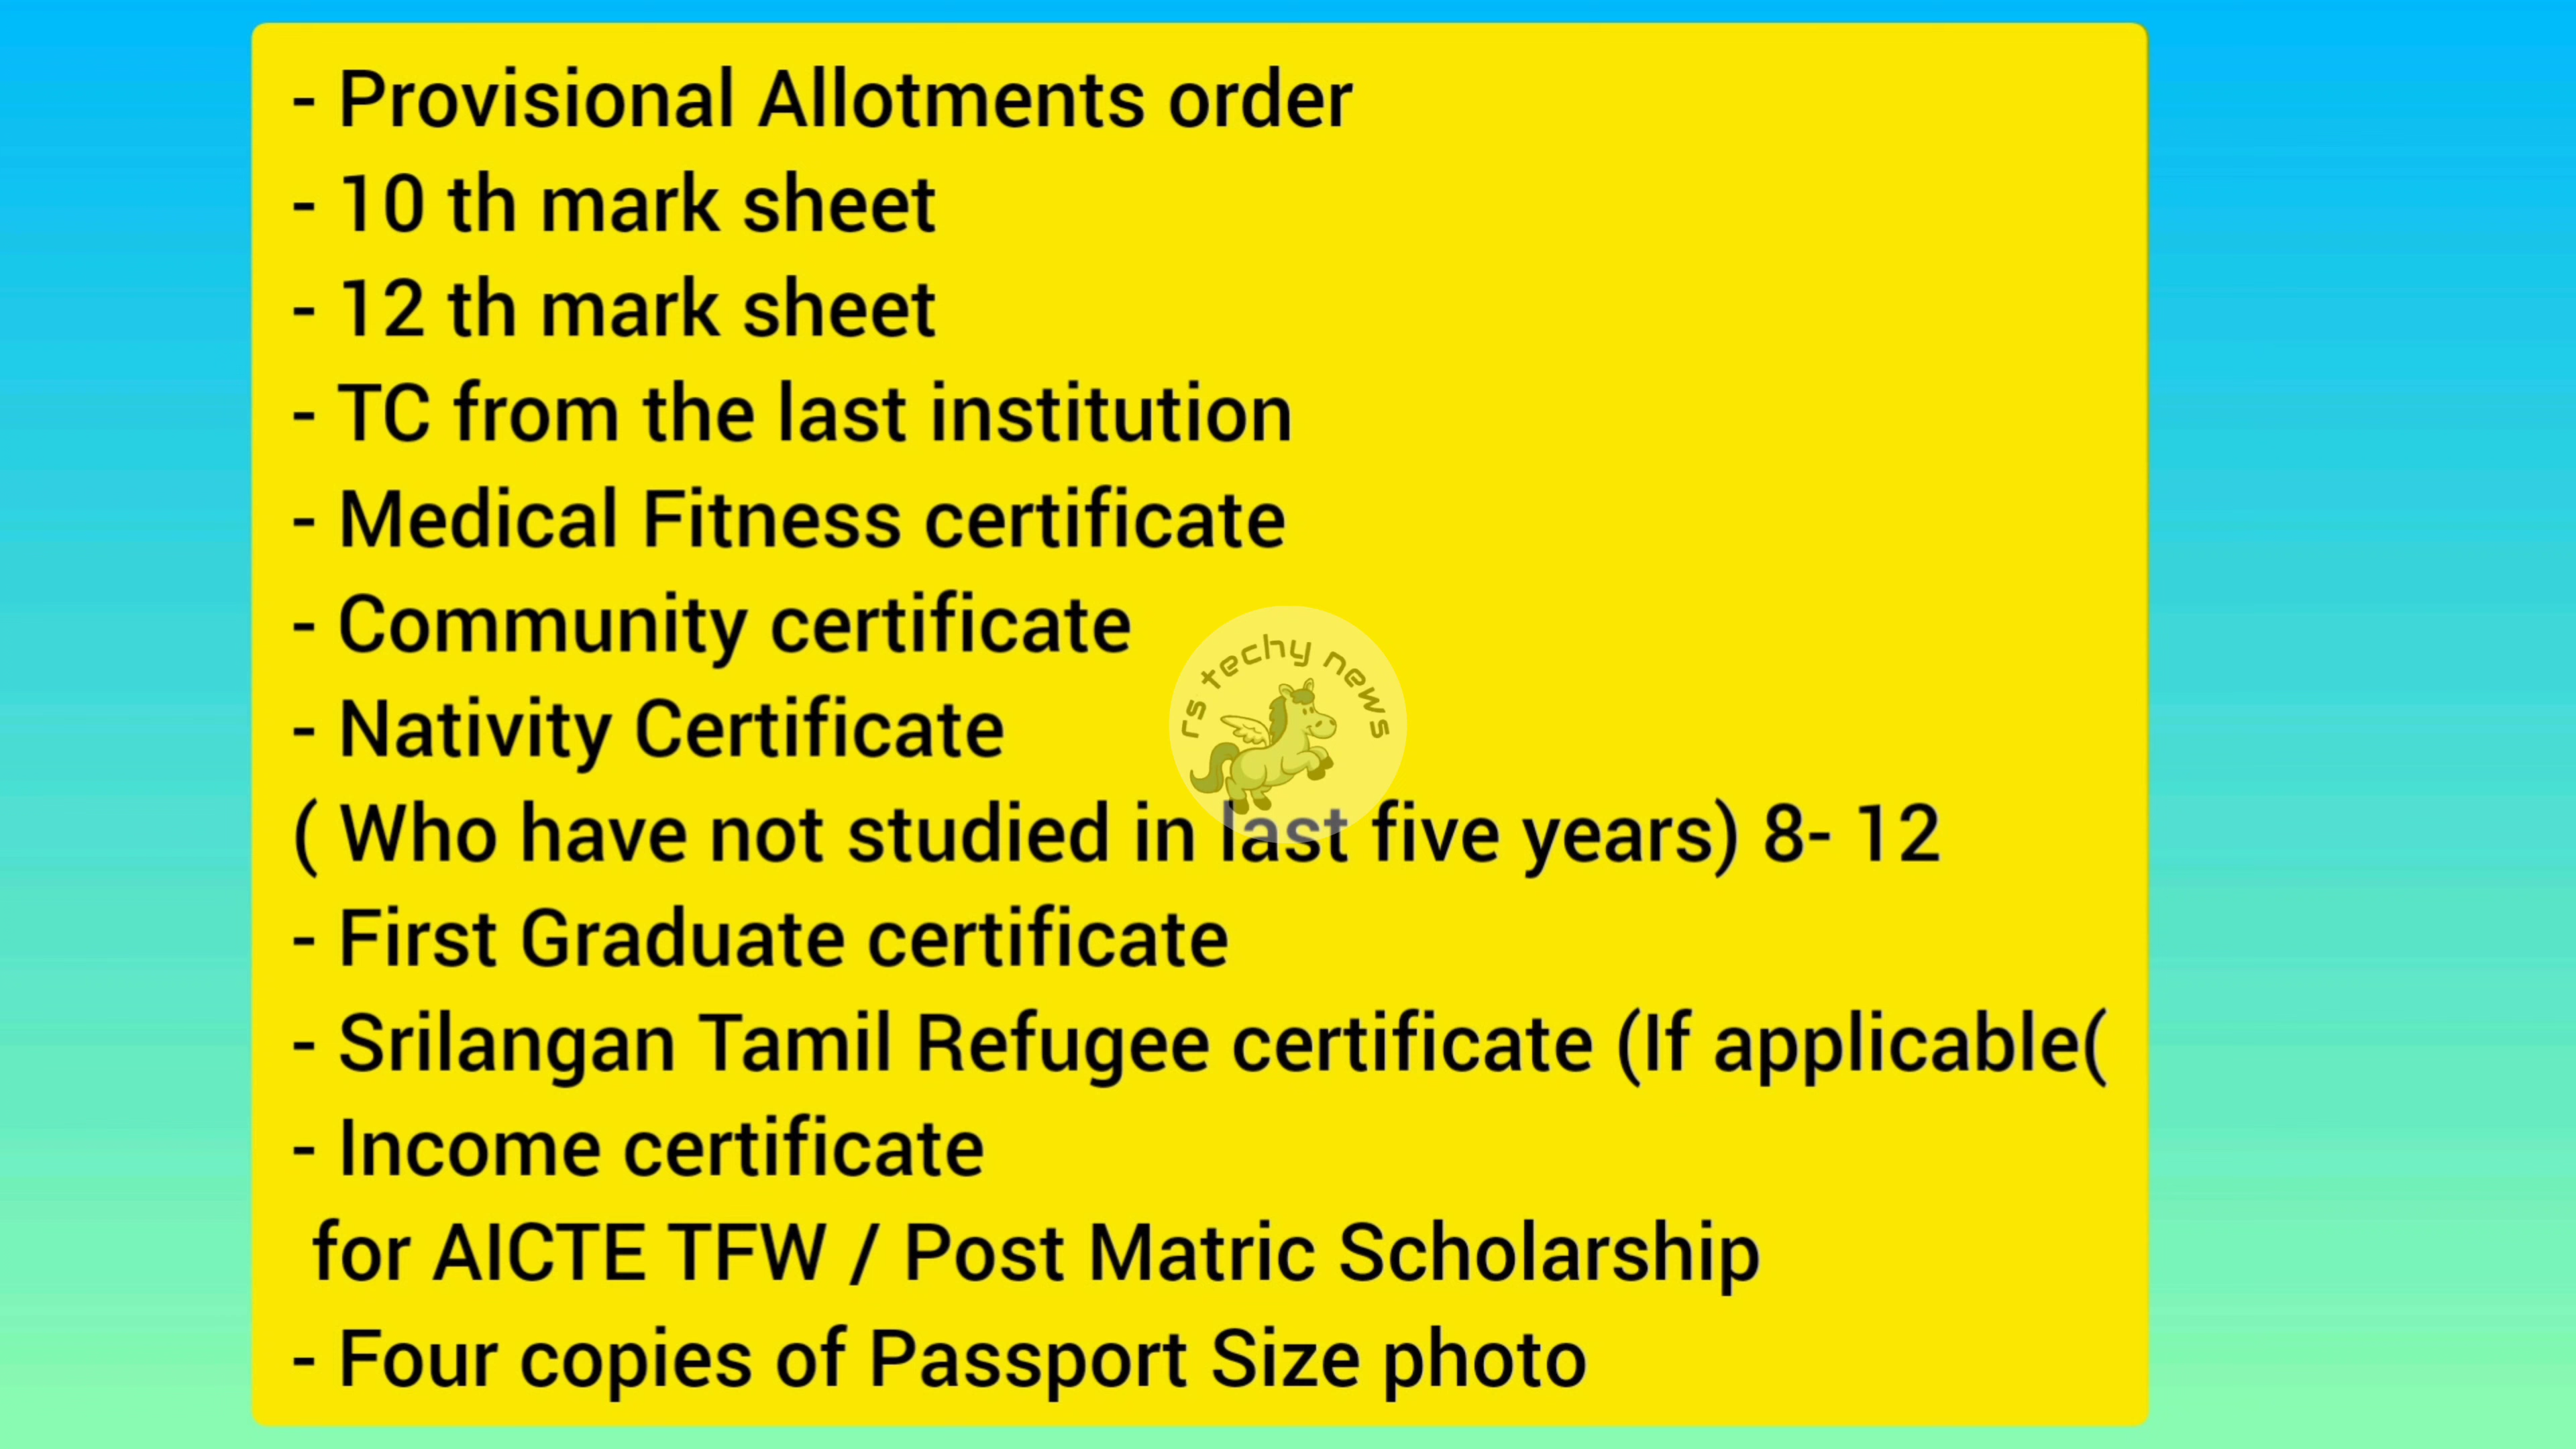 - Provisional Allotments order
- 10 th mark sheet
- 12 th mark sheet
- TC from the last institution
- Medical Fitness certificate
- Community certificate
rs techy news
- Nativity Certificate
( Who have not studied in last five years) 8- 12
- First Graduate certificate
- Srilangan Tamil Refugee certificate (If applicable(
- Income certificate
for AICTE TFW / Post Matric Scholarship
- Four copies of Passport Size photo